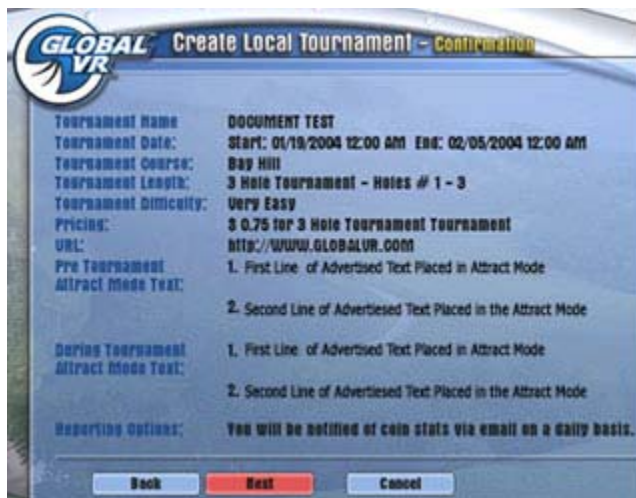 GLOBAL VR
Create Local Tournament - Confirmation
Tournament Name DOCUMENT TEST
Tournament Date: Start: 01/19/2004 12:00 AM End: 02/05/2004 12:00 AM
Tournament Course: Bay Hill
Tournament Length: 3 Hole Tournament - Holes # 1 - 3
Tournament Difficulty: Very Easy
Pricing: $ 0.75 for 3 Hole Tournament Tournament
URL: http://WWW.GLOBALVR.COM
Pre Tournament 1. First Line of Advertised Text Placed in Attract Mode
Attract Mode Text:
2. Second Line of Advertiesed Text Placed in the Attract Mode
During Tournament 1. First Line of Advertised Text Placed in Attract Mode
Attract Mode Text:
2. Second Line of Advertiesed Text Placed in the Attract Mode
Reporting Options: You will be notified of coin stats via email on a daily basis.
Back Next Cancel